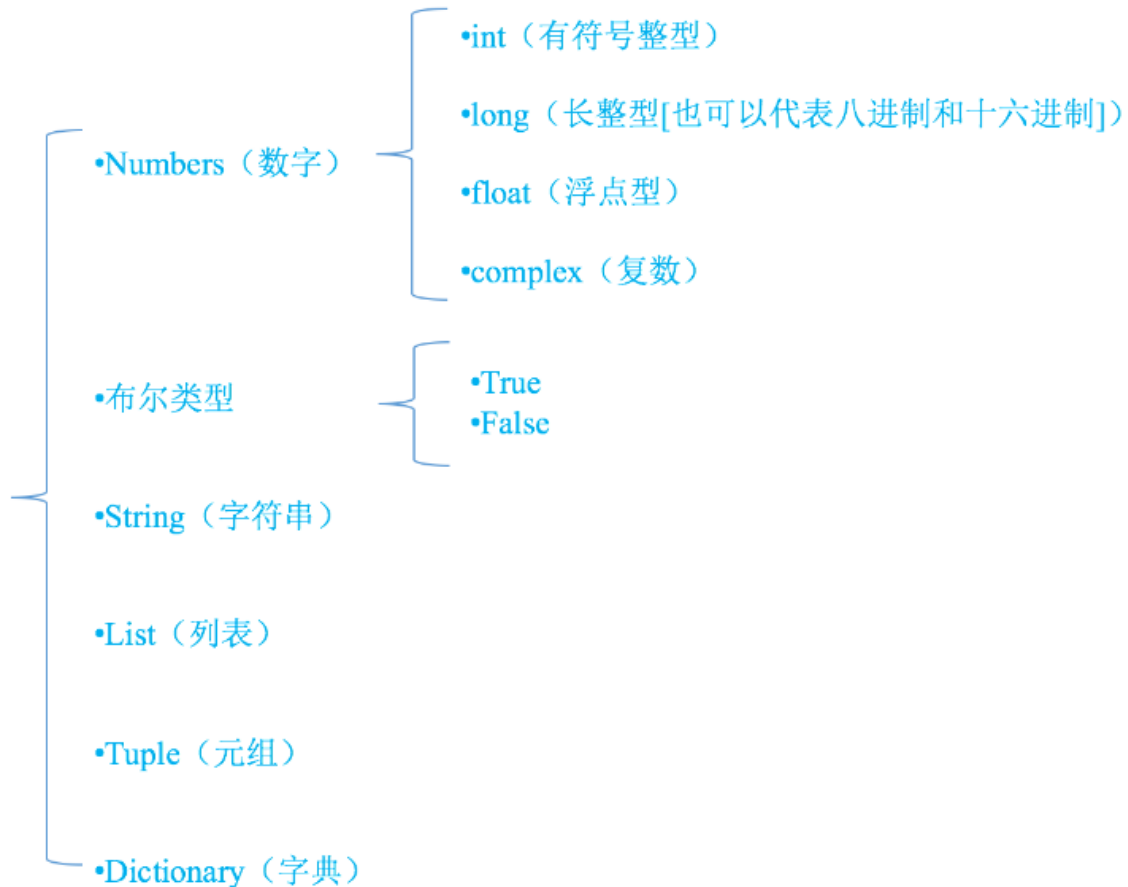 •Numbers（数字）
•int（有符号整型）
•long（长整型[也可以代表八进制和十六进制]）
•float（浮点型）
•complex（复数）
•布尔类型
•True
•False
•String（字符串）
•List（列表）
•Tuple（元组）
•Dictionary（字典）